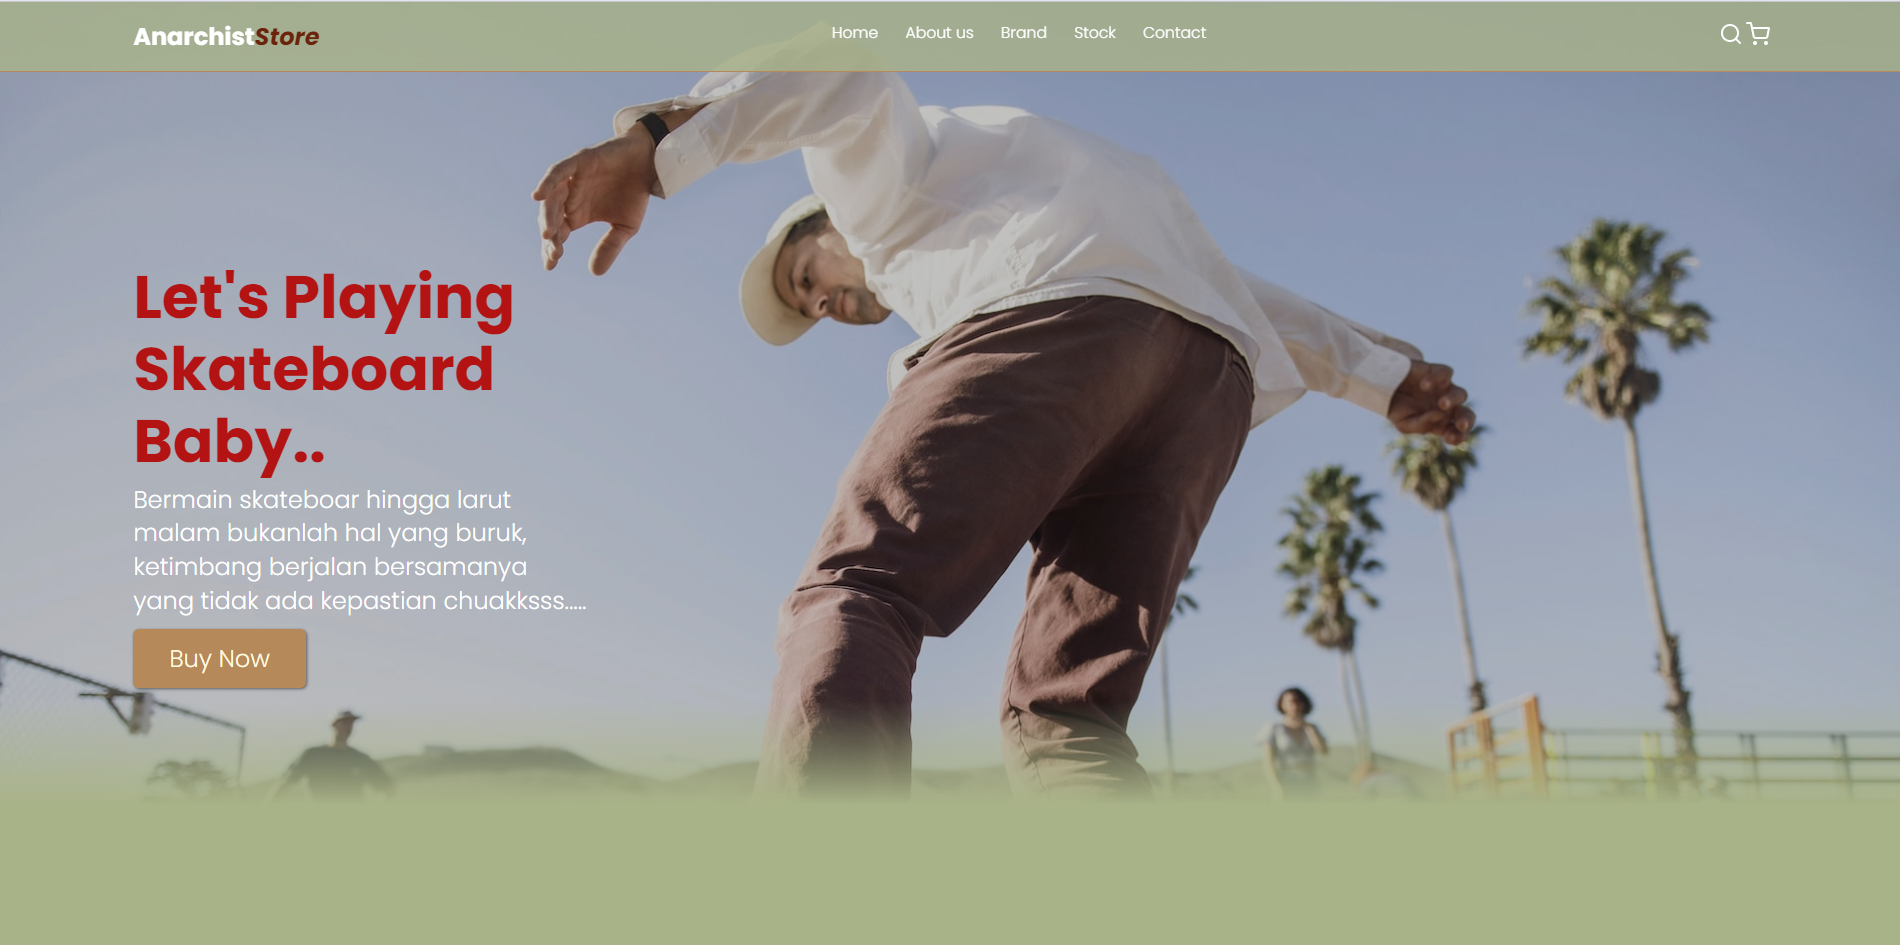 AnarchistStore
Home About us Brand Stock Contact
Let's Playing
Skateboard
Baby..
Bermain skateboar hingga larut
malam bukanlah hal yang buruk,
ketimbang berjalan bersamanya
yang tidak ada kepastian chuakksss.....
Buy Now